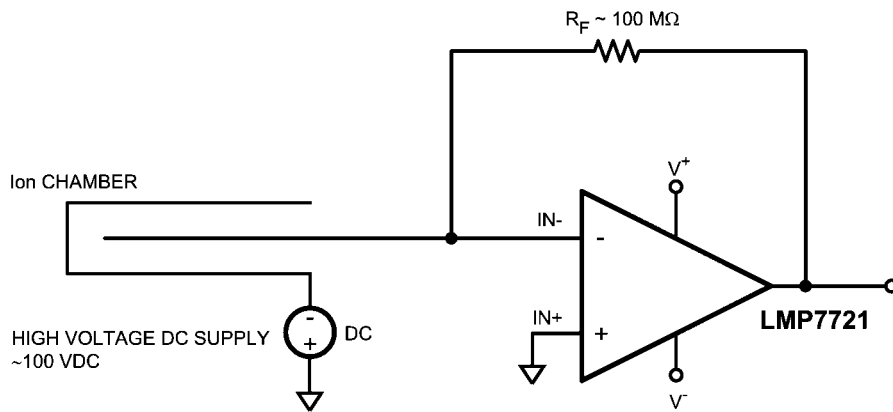 R_F ~ 100 MΩ
Ion CHAMBER
V⁺
IN-
-
IN+
+
LMP7721
V⁻
HIGH VOLTAGE DC SUPPLY
~100 VDC
-
+
DC